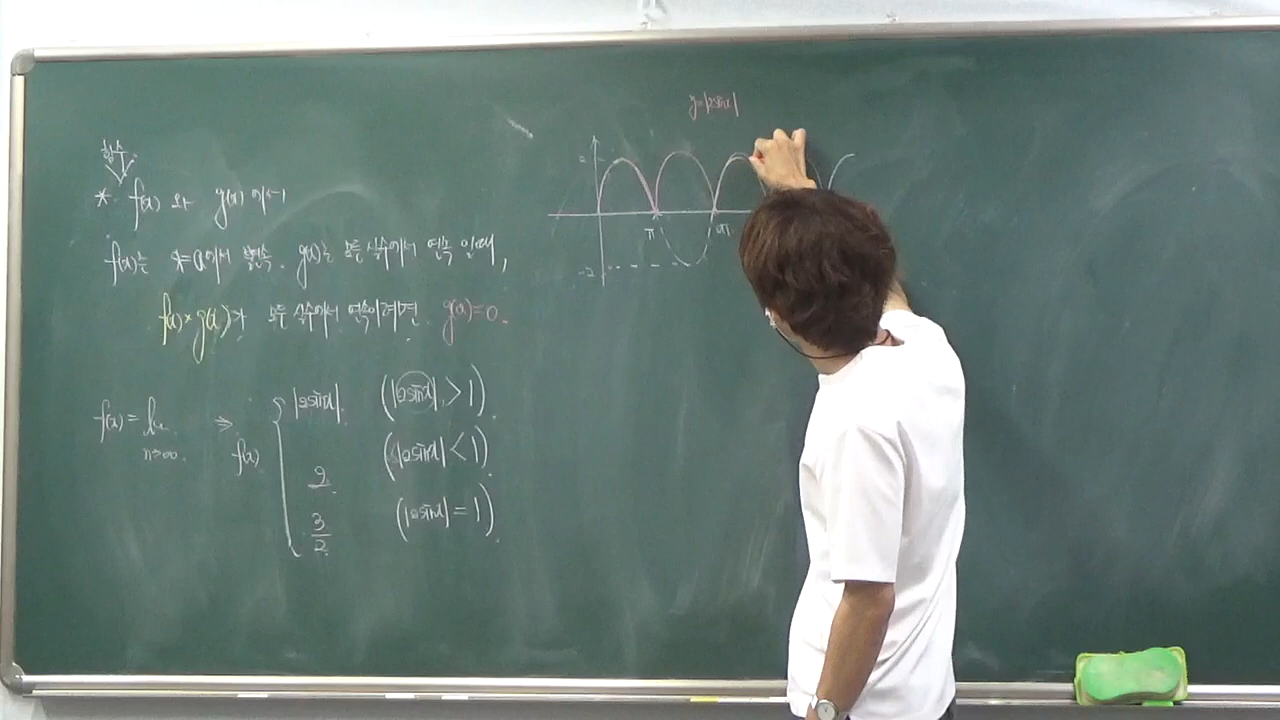 함수
* f(x) 와 g(x) 에서
f(x)는 x=a에서 불연속. g(x)는 모든 실수에서 연속 일때,
f(x)×g(x)가 모든 실수에서 연속이려면. g(a)=0.
f(x)= lim n→∞ ⇒ f(x)
|2sinx|. (|2sinx|>1).
2 (|2sinx|<1).
3/2 (|2sinx|=1).
y=|2sinx|
2
π 2π
-2